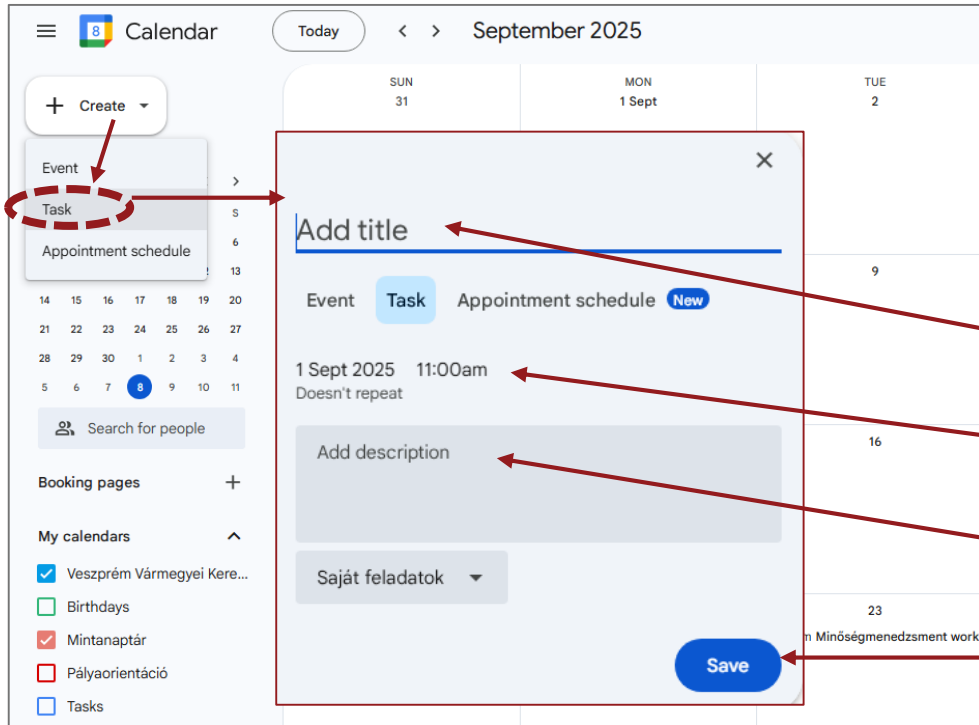 8 Calendar Today September 2025
SUN MON TUE
31 1 Sept 2
Create
Event
Task
S
Appointment schedule 6
13
14 15 16 17 18 19 20
21 22 23 24 25 26 27
28 29 30 1 2 3 4
5 6 7 8 9 10 11
Search for people
Booking pages
My calendars
Veszprém Vármegyei Kere...
Birthdays
Mintanaptár
Pályaorientáció
Tasks
Add title
Event Task Appointment schedule New
1 Sept 2025 11:00am
Doesn't repeat
Add description
Saját feladatok
Save
9
16
23
Minőségmenedzsment work